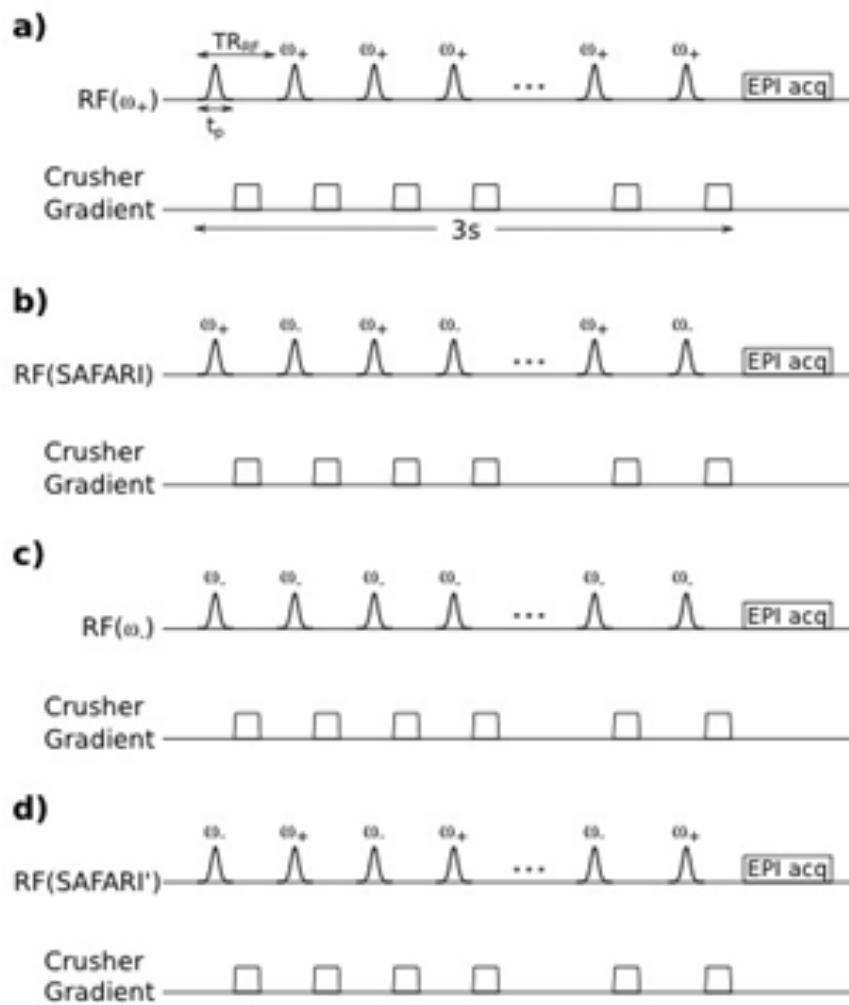 a)
TR_RF ω₊ ω₊ ω₊ ω₊ ω₊
RF(ω₊) ... EPI acq
tₚ
Crusher
Gradient
3s
b)
ω₊ ω₋ ω₊ ω₋ ω₊ ω₋
RF(SAFARI) ... EPI acq
Crusher
Gradient
c)
ω₋ ω₋ ω₋ ω₋ ω₋ ω₋
RF(ω₋) ... EPI acq
Crusher
Gradient
d)
ω₋ ω₊ ω₋ ω₊ ω₋ ω₊
RF(SAFARI') ... EPI acq
Crusher
Gradient